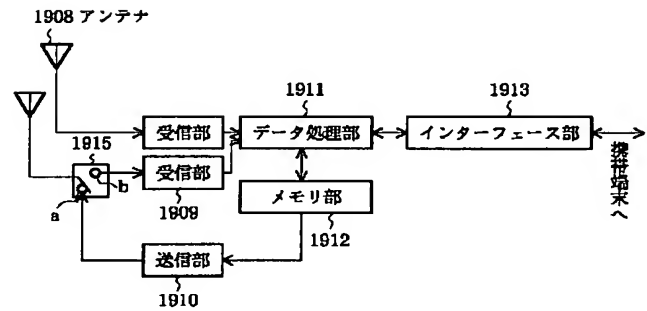 1908 アンテナ
1911
1913
受信部
データ処理部
インターフェース部
携帯端末へ
1915
b
受信部
1909
a
メモリ部
1912
送信部
1910